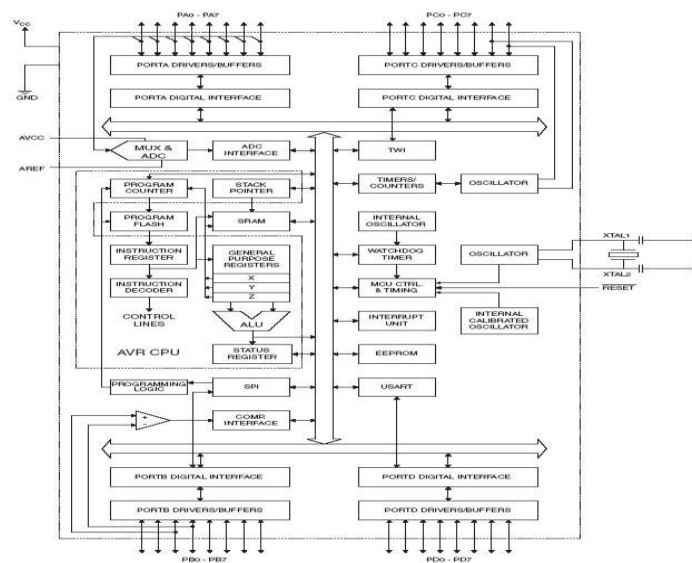 PA0 - PA7
PC0 - PC7
VCC
PORTA DRIVERS/BUFFERS
PORTC DRIVERS/BUFFERS
GND
PORTA DIGITAL INTERFACE
PORTC DIGITAL INTERFACE
AVCC
MUX &
ADC
ADC
INTERFACE
TWI
AREF
PROGRAM
COUNTER
STACK
POINTER
TIMERS/
COUNTERS
OSCILLATOR
PROGRAM
FLASH
SRAM
INTERNAL
OSCILLATOR
XTAL1
INSTRUCTION
REGISTER
GENERAL
PURPOSE
REGISTERS
WATCHDOG
TIMER
OSCILLATOR
X
Y
Z
XTAL2
INSTRUCTION
DECODER
MCU CTRL.
& TIMING
RESET
CONTROL
LINES
ALU
INTERRUPT
UNIT
INTERNAL
CALIBRATED
OSCILLATOR
AVR CPU
STATUS
REGISTER
EEPROM
PROGRAMMING
LOGIC
SPI
USART
+
-
COMP.
INTERFACE
PORTB DIGITAL INTERFACE
PORTD DIGITAL INTERFACE
PORTB DRIVERS/BUFFERS
PORTD DRIVERS/BUFFERS
PB0 - PB7
PD0 - PD7